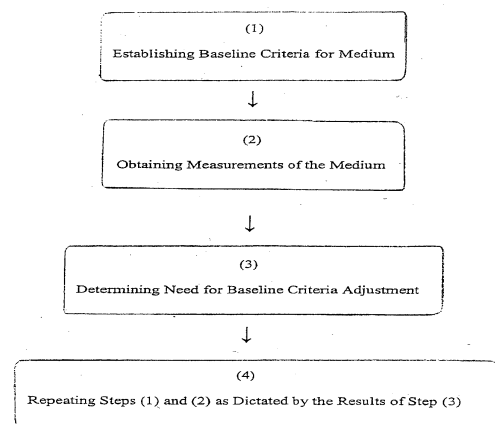 (1)
Establishing Baseline Criteria for Medium
(2)
Obtaining Measurements of the Medium
(3)
Determining Need for Baseline Criteria Adjustment
(4)
Repeating Steps (1) and (2) as Dictated by the Results of Step (3)